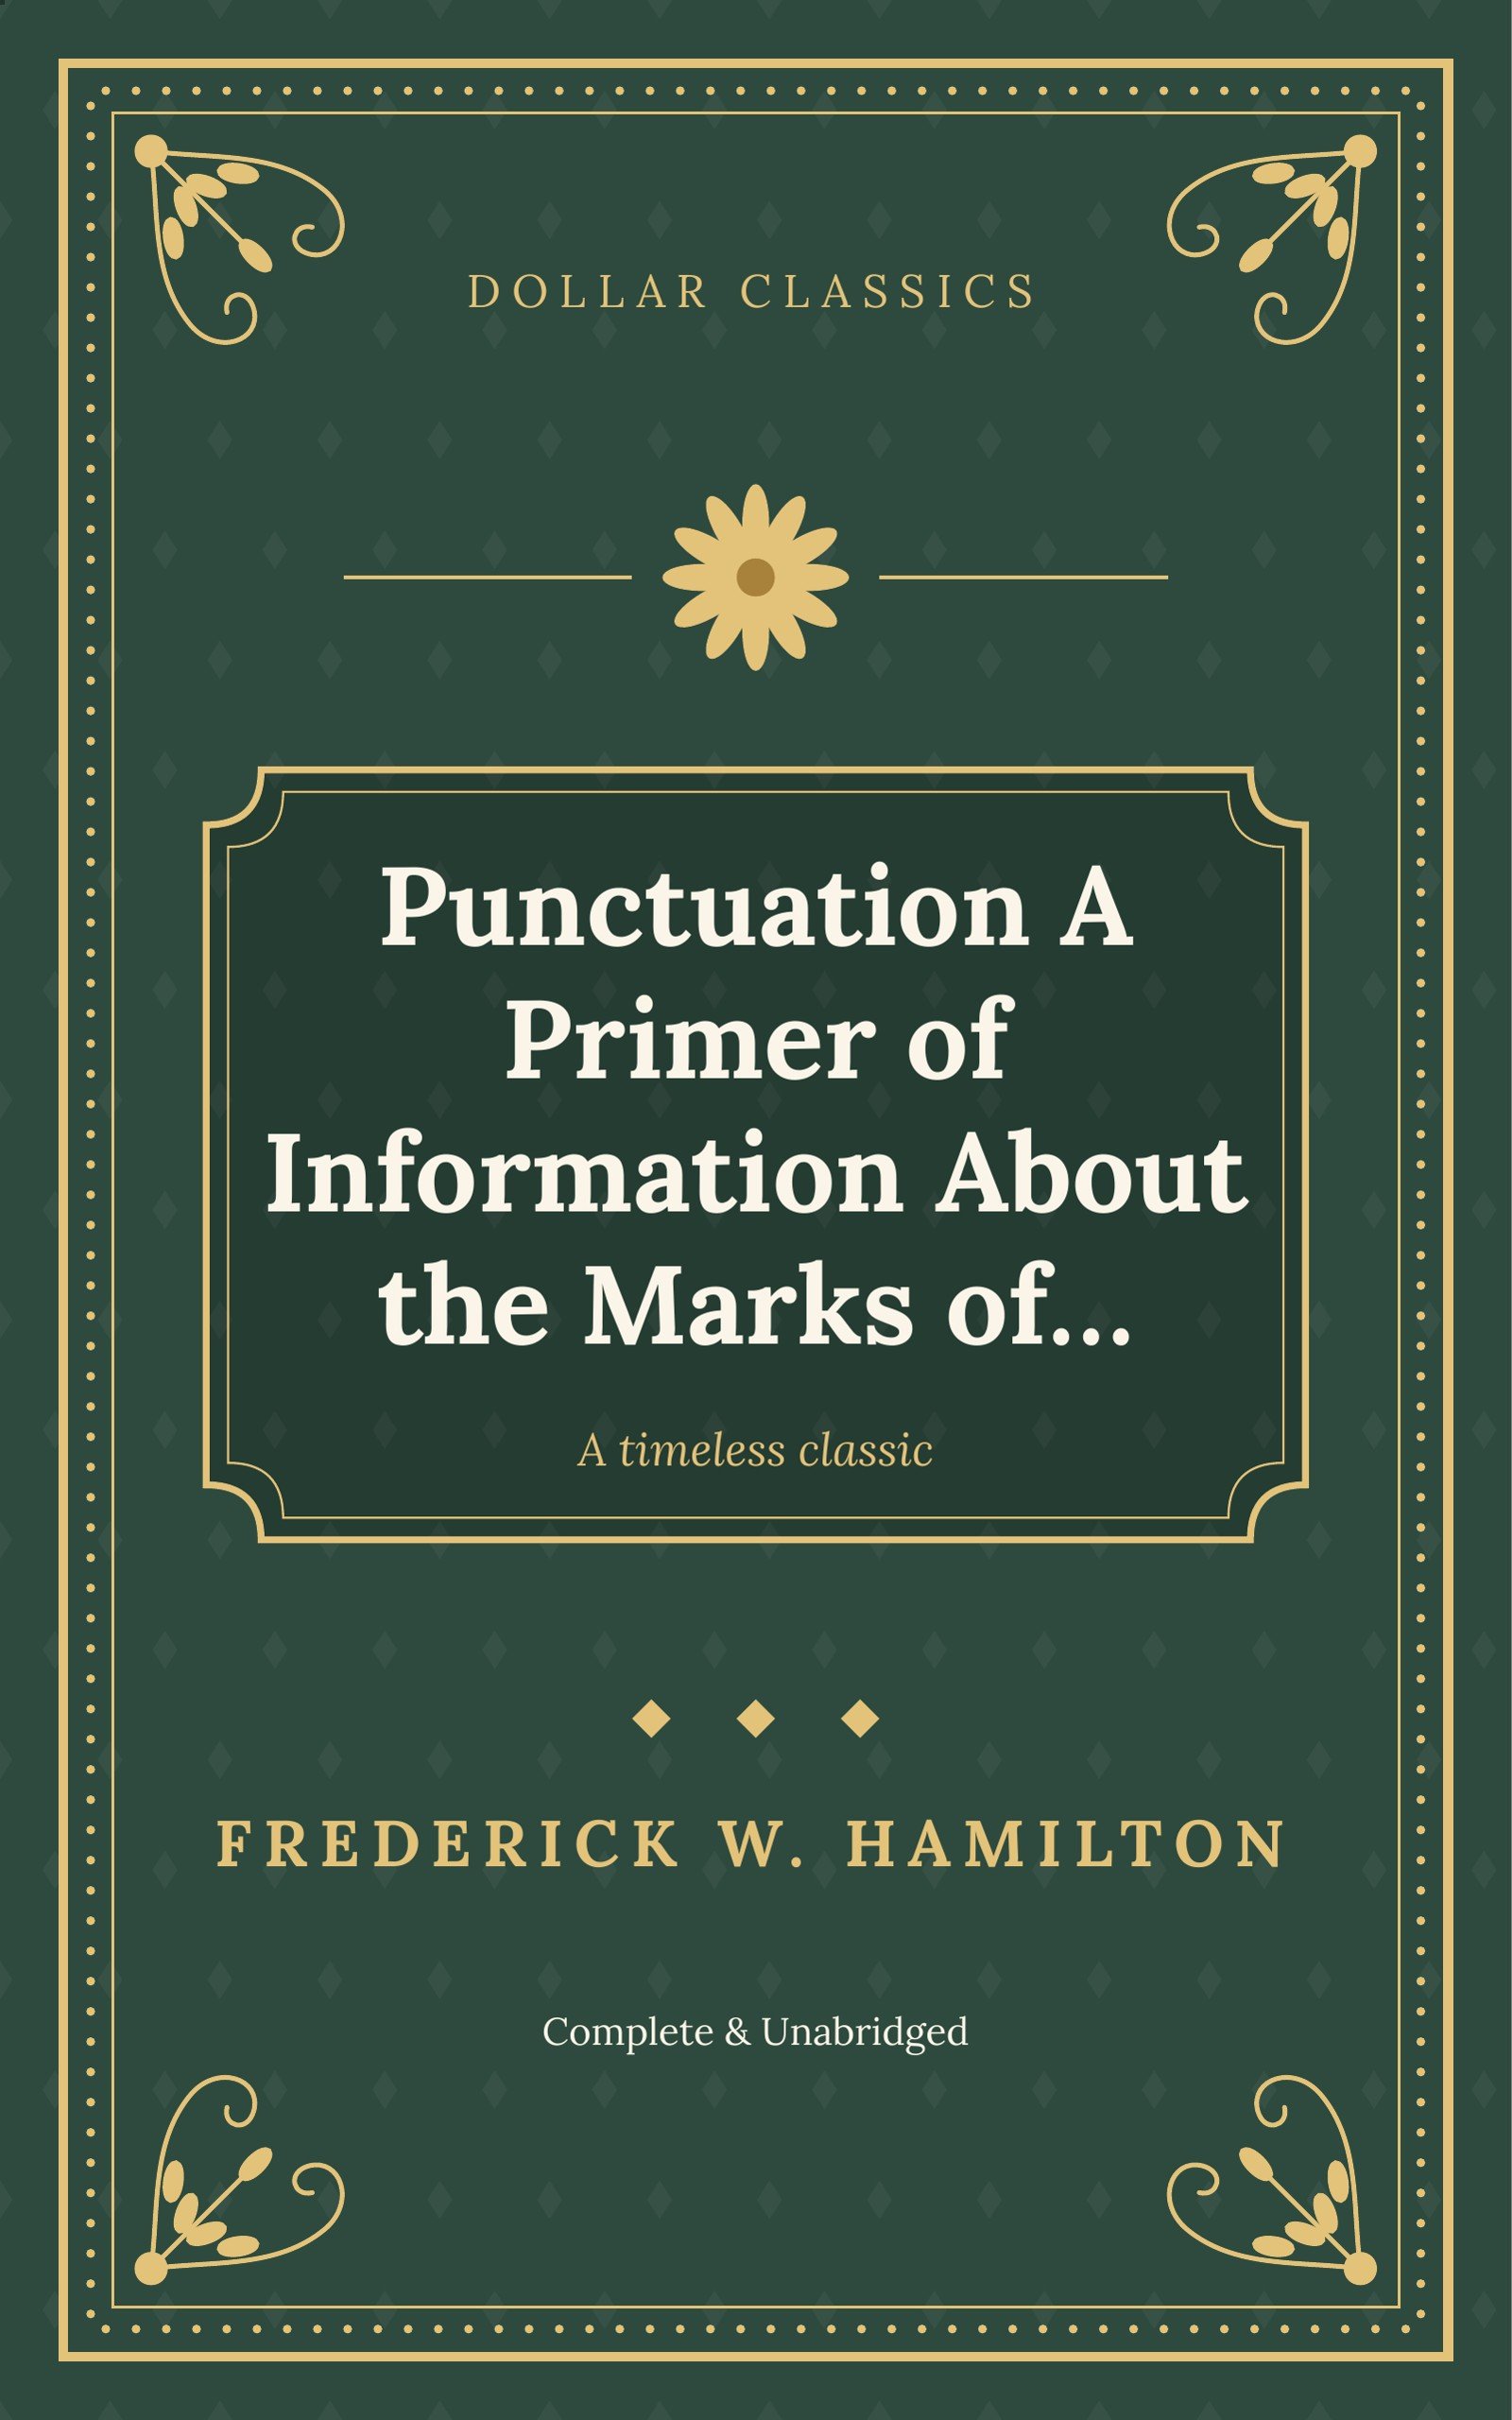 DOLLAR CLASSICS
Punctuation A
Primer of
Information About
the Marks of...
A timeless classic
FREDERICK W. HAMILTON
Complete & Unabridged